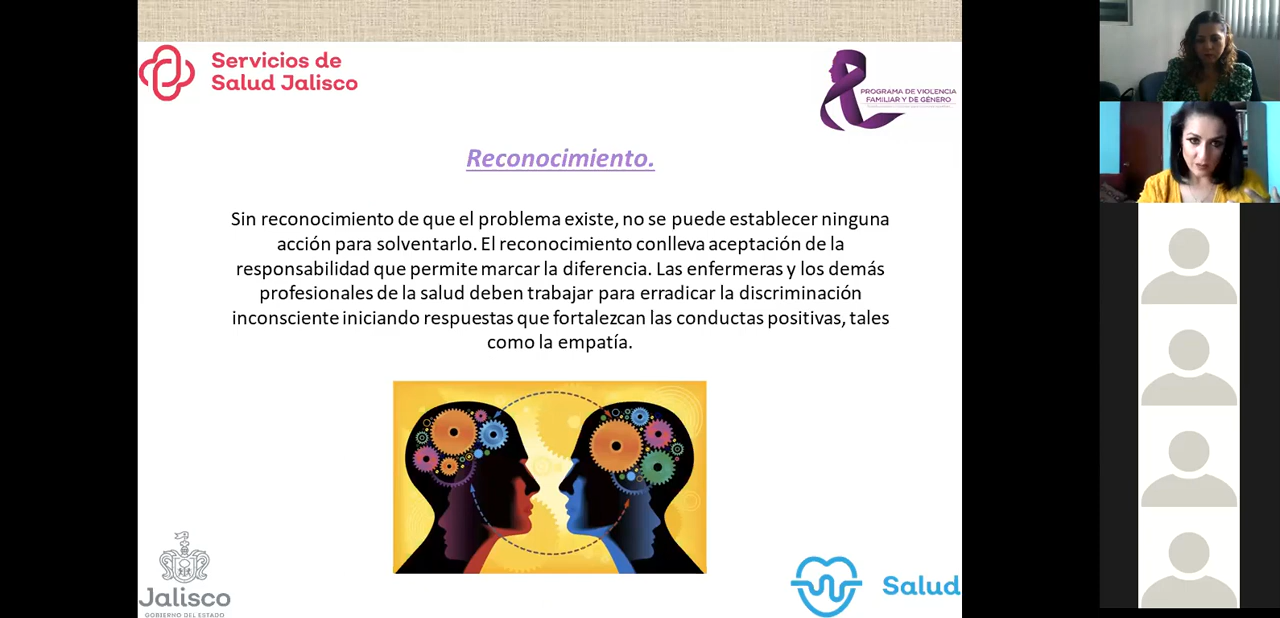 Servicios de
Salud Jalisco
PROGRAMA DE VIOLENCIA
FAMILIAR Y DE GÉNERO
Reconocimiento.
Sin reconocimiento de que el problema existe, no se puede establecer ninguna
acción para solventarlo. El reconocimiento conlleva aceptación de la
responsabilidad que permite marcar la diferencia. Las enfermeras y los demás
profesionales de la salud deben trabajar para erradicar la discriminación
inconsciente iniciando respuestas que fortalezcan las conductas positivas, tales
como la empatía.
Jalisco
GOBIERNO DEL ESTADO
Salud